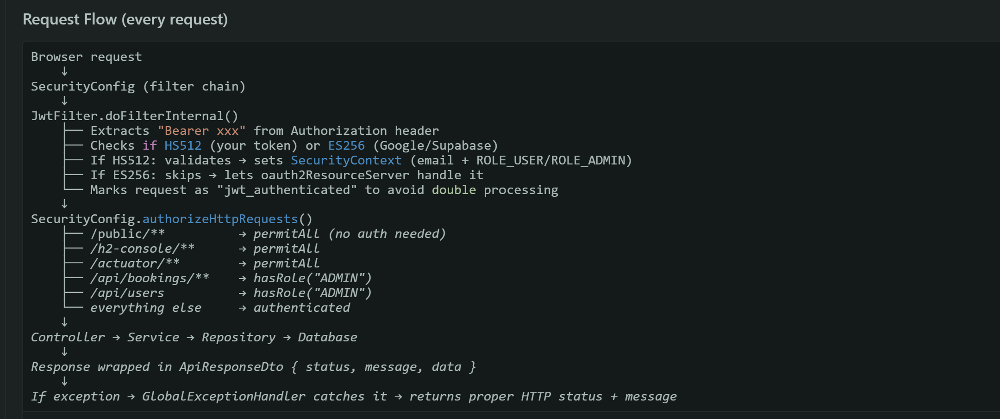 Request Flow (every request)
Browser request
↓
SecurityConfig (filter chain)
↓
JwtFilter.doFilterInternal()
├── Extracts "Bearer xxx" from Authorization header
├── Checks if HS512 (your token) or ES256 (Google/Supabase)
├── If HS512: validates → sets SecurityContext (email + ROLE_USER/ROLE_ADMIN)
├── If ES256: skips → lets oauth2ResourceServer handle it
└── Marks request as "jwt_authenticated" to avoid double processing
↓
SecurityConfig.authorizeHttpRequests()
├── /public/** → permitAll (no auth needed)
├── /h2-console/** → permitAll
├── /actuator/** → permitAll
├── /api/bookings/** → hasRole("ADMIN")
├── /api/users → hasRole("ADMIN")
└── everything else → authenticated
↓
Controller → Service → Repository → Database
↓
Response wrapped in ApiResponseDto { status, message, data }
↓
If exception → GlobalExceptionHandler catches it → returns proper HTTP status + message